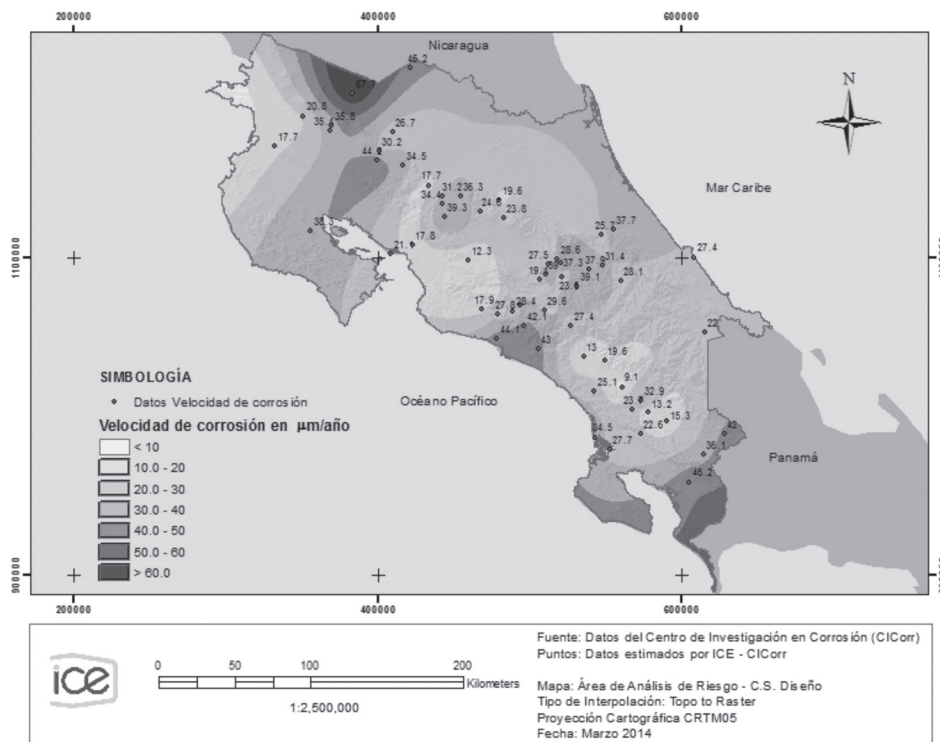 200000 400000 600000
Nicaragua
46.2
67.7
20.8
35.8
26.7
17.7
30.2
44.2
34.5
17.7
31.2
36.3
19.6
34.4
24.6
39.3
23.8
N
Mar Caribe
37.7
25.7
17.8
12.3
27.5
28.6
37.3
31.4
27.4
1100000
39.1
28.1
17.9
27.8
28.4
29.6
42.1
27.4
44.1
43
22
13
19.6
9.1
25.1
32.9
13.2
15.3
22.6
27.7
42
36.1
46.2
Océano Pacífico
Panamá
SIMBOLOGÍA
Datos Velocidad de corrosión
Velocidad de corrosión en μm/año
< 10
10.0 - 20
20.0 - 30
30.0 - 40
40.0 - 50
50.0 - 60
> 60.0
900000
200000 400000 600000
ice
0 50 100 200
Kilometers
1:2,500,000
Fuente: Datos del Centro de Investigación en Corrosión (CICorr)
Puntos: Datos estimados por ICE - CICorr
Mapa: Área de Análisis de Riesgo - C.S. Diseño
Tipo de Interpolación: Topo to Raster
Proyección Cartográfica CRTM05
Fecha: Marzo 2014